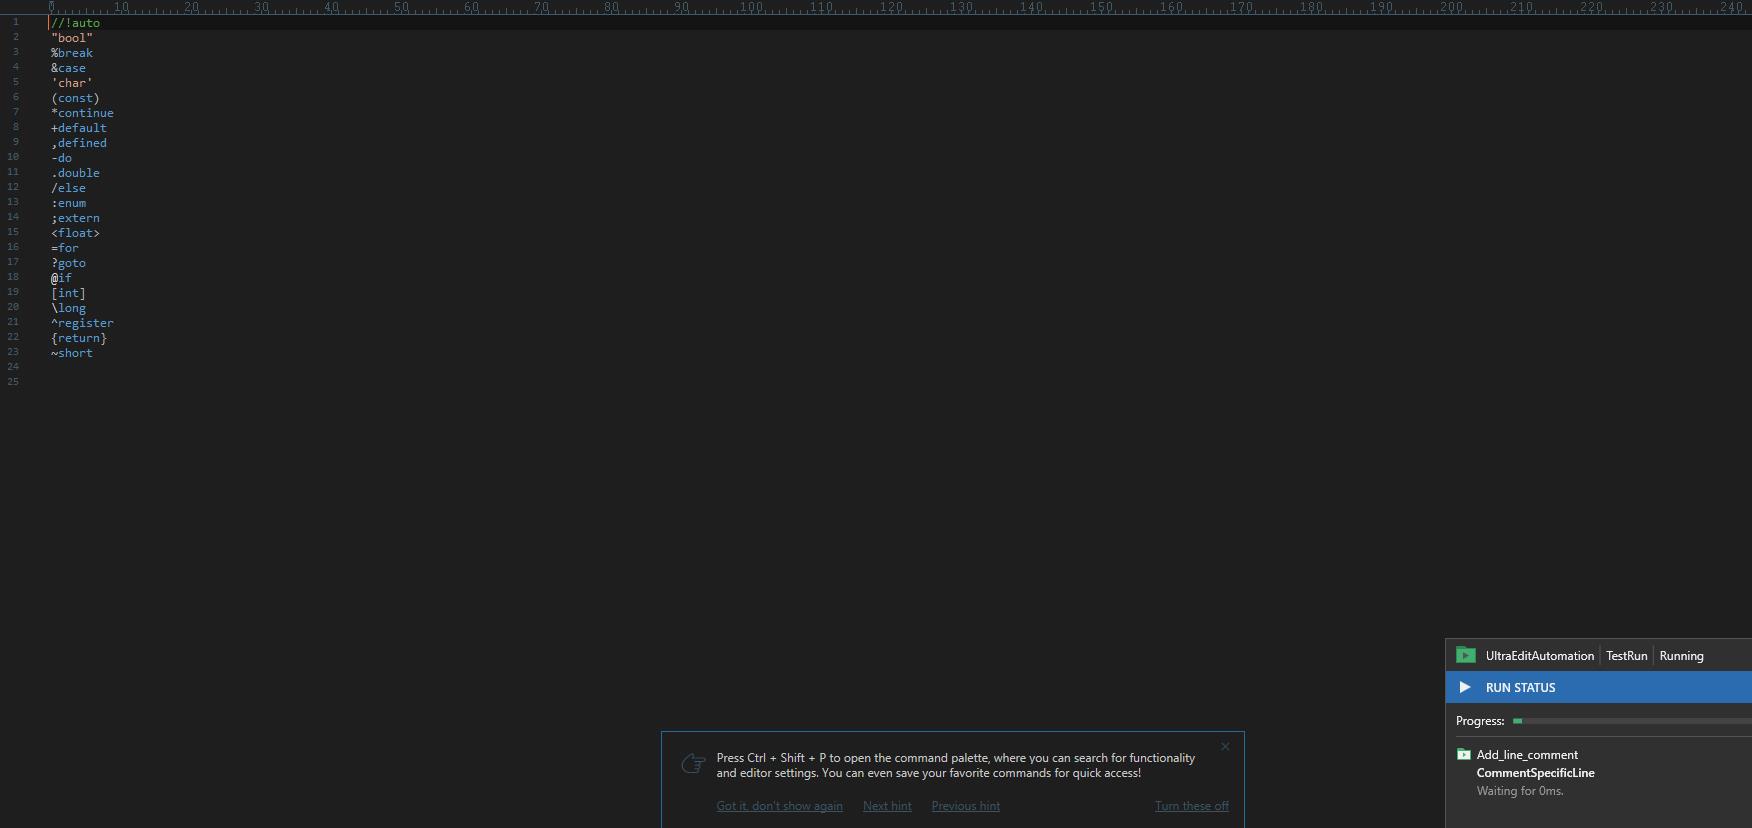 0 10 20 30 40 50 60 70 80 90 100 110 120 130 140 150 160 170 180 190 200 210 220 230 240
1 //!auto
2 "bool"
3 %break
4 &case
5 'char'
6 (const)
7 *continue
8 +default
9 ,defined
10 -do
11 .double
12 /else
13 :enum
14 ;extern
15 <float>
16 =for
17 ?goto
18 @if
19 [int]
20 \long
21 ^register
22 {return}
23 ~short
24
25
Press Ctrl + Shift + P to open the command palette, where you can search for functionality
and editor settings. You can even save your favorite commands for quick access!
Got it, don't show again Next hint Previous hint Turn these off
UltraEditAutomation TestRun Running
RUN STATUS
Progress:
Add_line_comment
CommentSpecificLine
Waiting for 0ms.